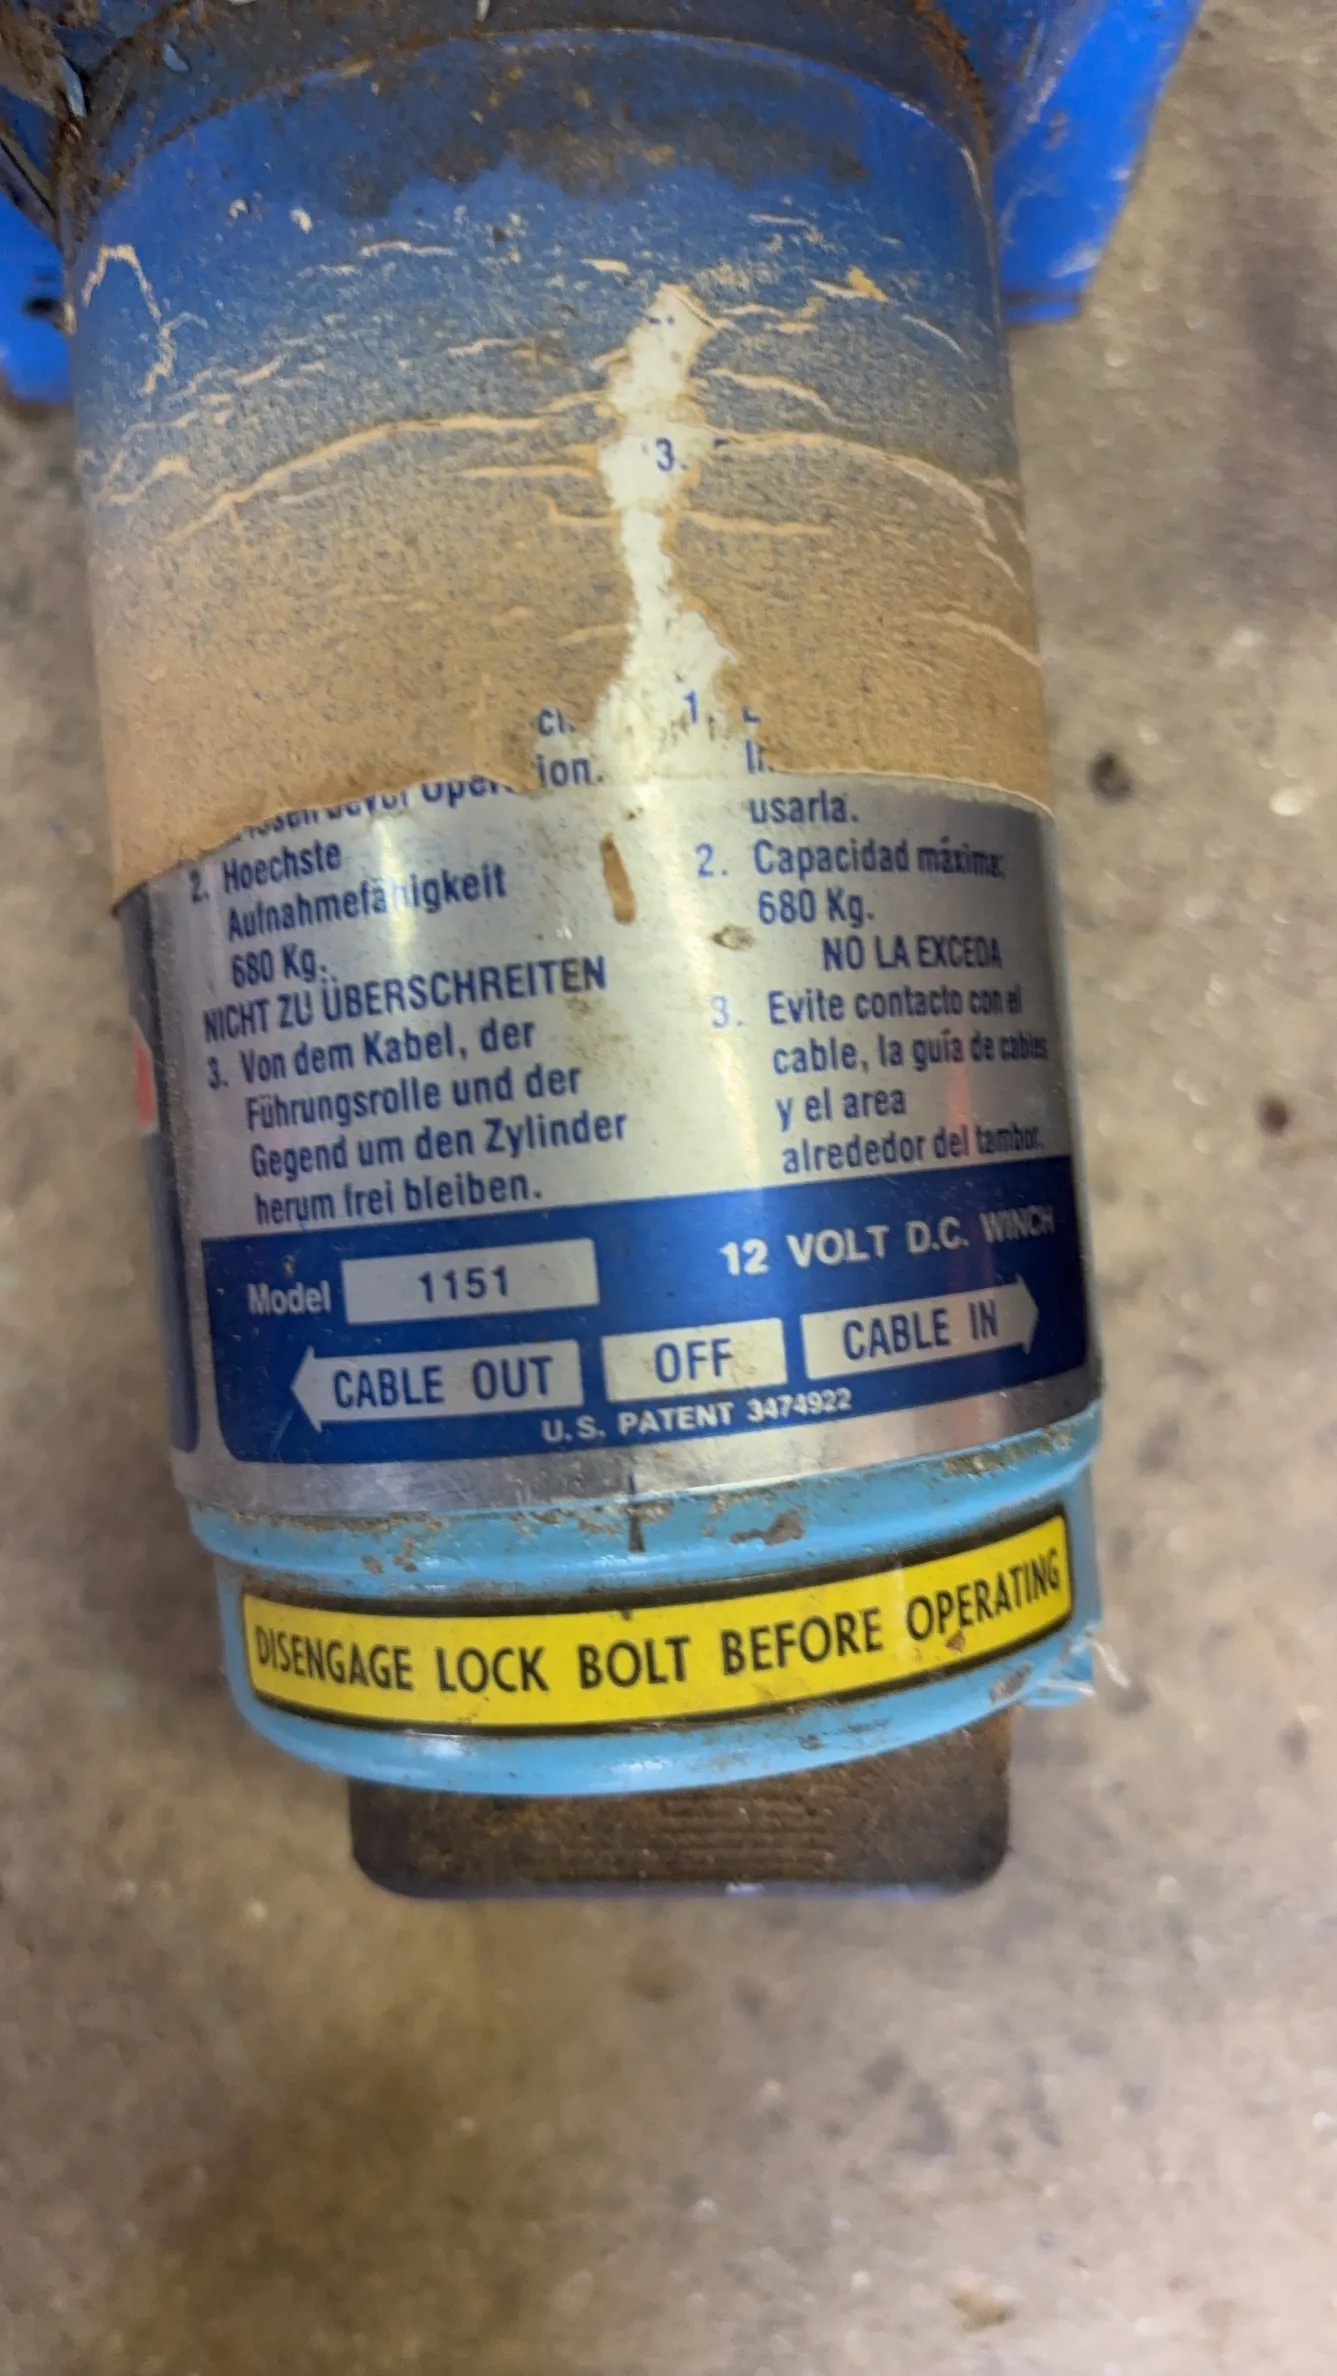 3.
1.
ion.
usarla.
2. Hoechste
Aufnahmefähigkeit
680 Kg.
NICHT ZU ÜBERSCHREITEN
3. Von dem Kabel, der
Führungsrolle und der
Gegend um den Zylinder
herum frei bleiben.
2. Capacidad máxima:
680 Kg.
NO LA EXCEDA
3. Evite contacto con el
cable, la guía de cables
y el area
alrededor del tambor.
Model 1151
12 VOLT D.C. WINCH
CABLE OUT OFF CABLE IN
U.S. PATENT 3474922
DISENGAGE LOCK BOLT BEFORE OPERATING